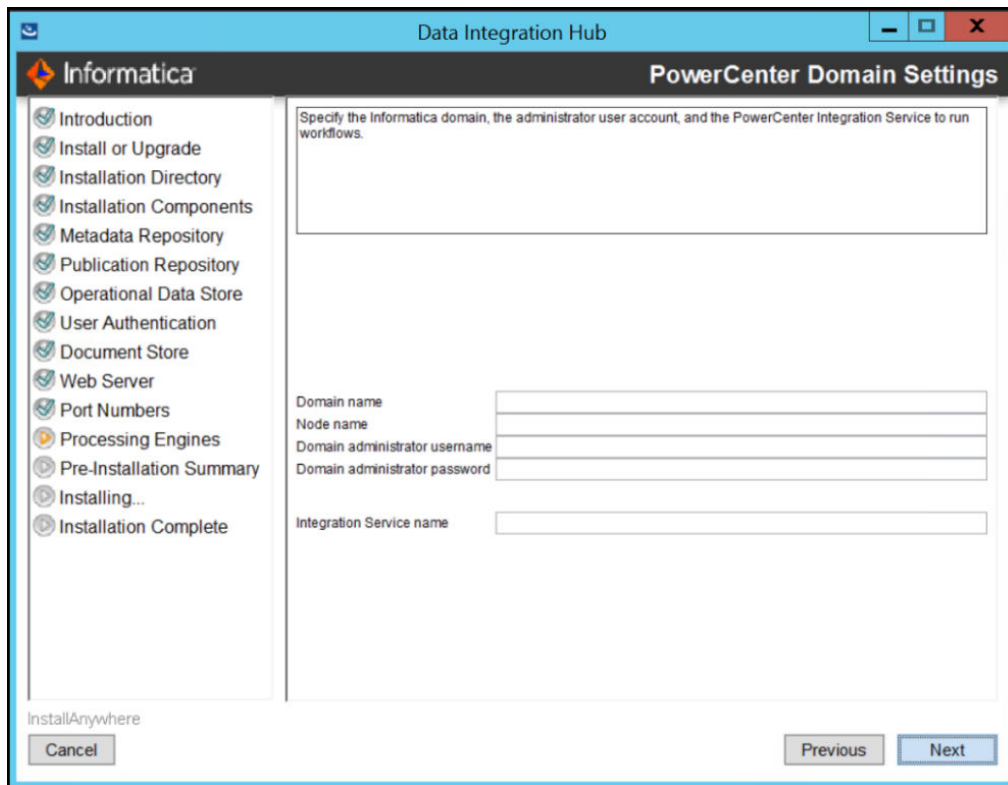 Data Integration Hub
Informatica
PowerCenter Domain Settings
Introduction
Install or Upgrade
Installation Directory
Installation Components
Metadata Repository
Publication Repository
Operational Data Store
User Authentication
Document Store
Web Server
Port Numbers
Processing Engines
Pre-Installation Summary
Installing...
Installation Complete
Specify the Informatica domain, the administrator user account, and the PowerCenter Integration Service to run
workflows.
Domain name
Node name
Domain administrator username
Domain administrator password
Integration Service name
InstallAnywhere
Cancel
Previous
Next